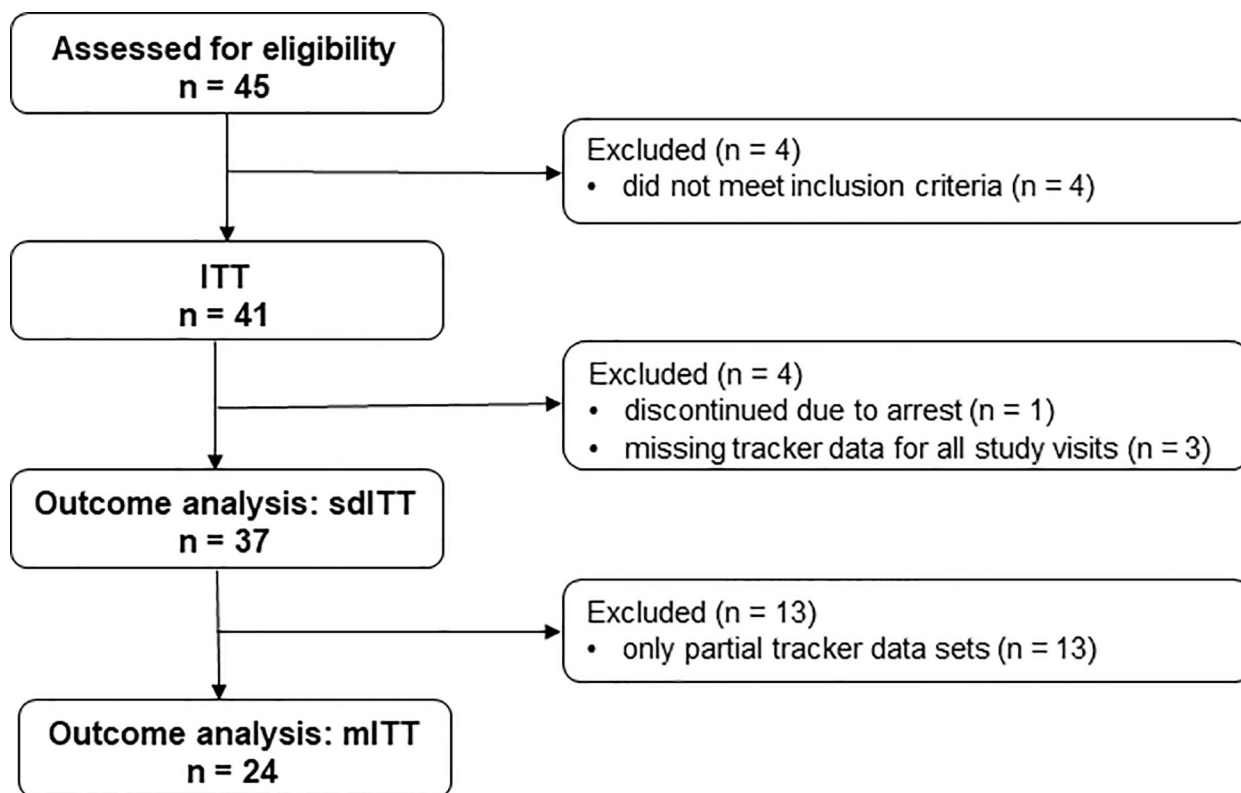 Assessed for eligibility
n = 45
Excluded (n = 4)
• did not meet inclusion criteria (n = 4)
ITT
n = 41
Excluded (n = 4)
• discontinued due to arrest (n = 1)
• missing tracker data for all study visits (n = 3)
Outcome analysis: sdITT
n = 37
Excluded (n = 13)
• only partial tracker data sets (n = 13)
Outcome analysis: mITT
n = 24